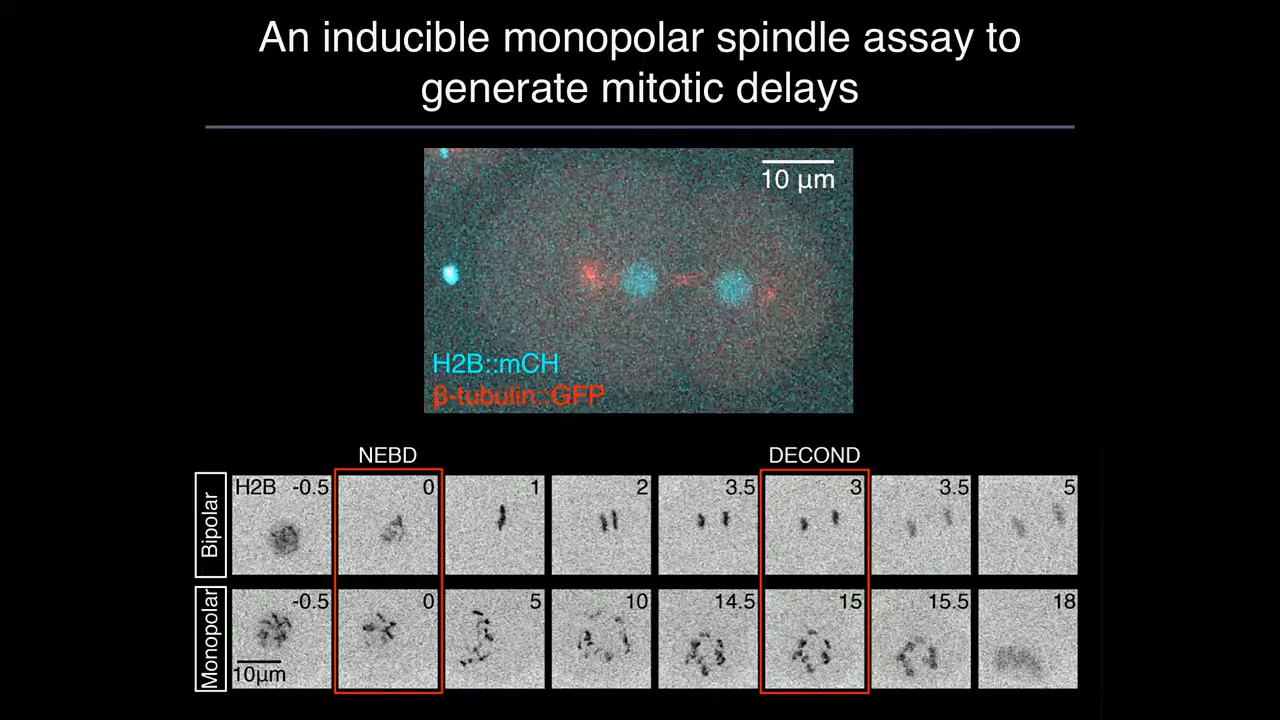 An inducible monopolar spindle assay to
generate mitotic delays
10 µm
H2B::mCH
β-tubulin::GFP
NEBD DECOND
Bipolar H2B -0.5 0 1 2 3.5 3 3.5 5
Monopolar -0.5 0 5 10 14.5 15 15.5 18
10µm